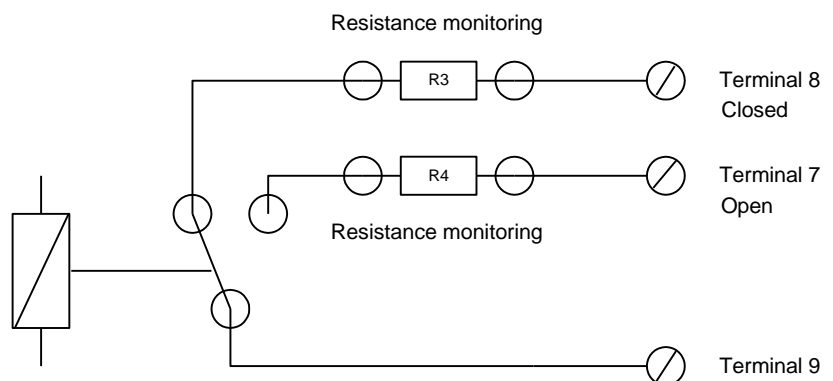 Resistance monitoring
R3
Terminal 8
Closed
R4
Terminal 7
Open
Resistance monitoring
Terminal 9